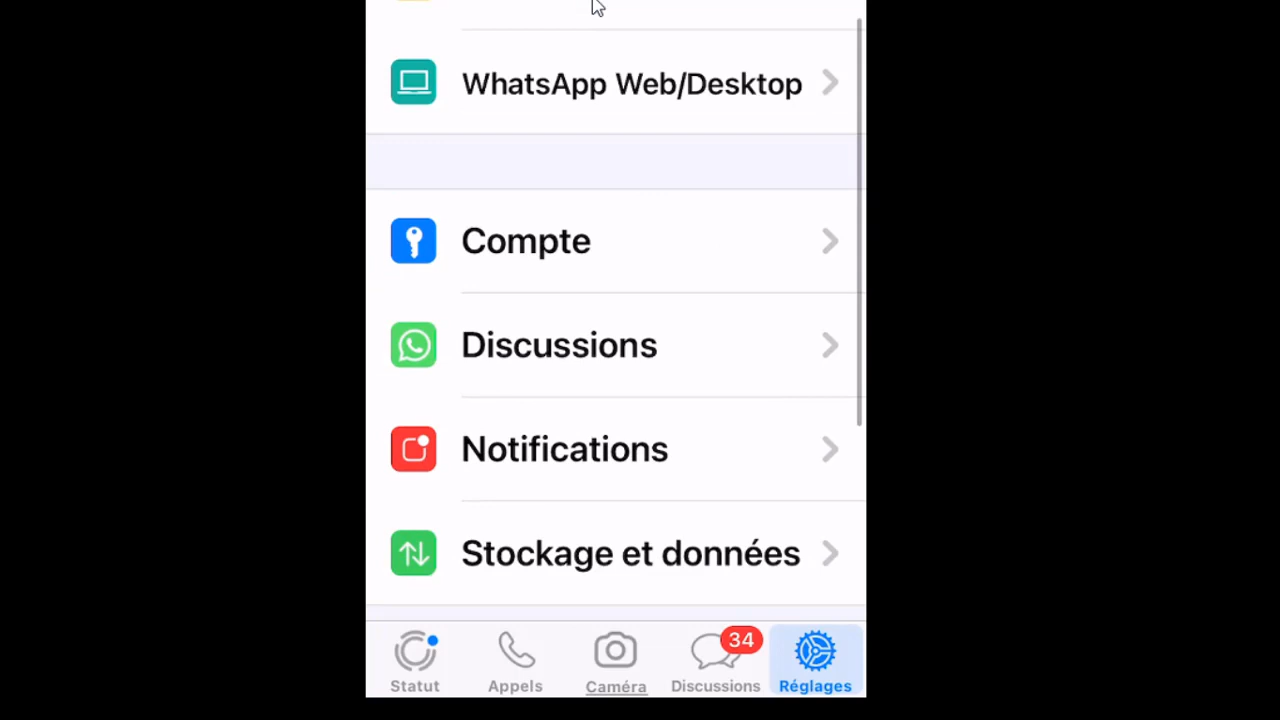 WhatsApp Web/Desktop
Compte
Discussions
Notifications
Stockage et données
34
Statut
Appels
Caméra
Discussions
Réglages